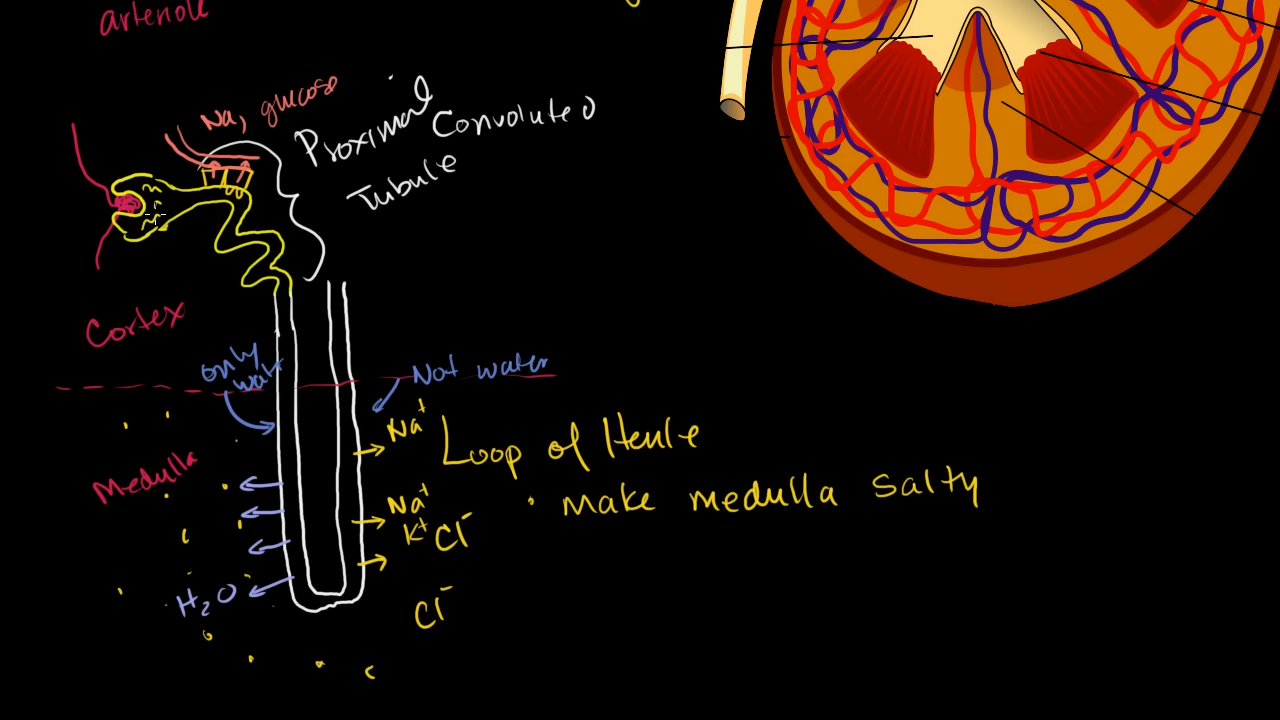 arteriole
Na, glucose
Proximal Convoluted
Tubule
Cortex
only
water
Not water
Na+
Loop of Henle
Medulla
Na+
• Make medulla salty
K+ Cl-
H2O
Cl-